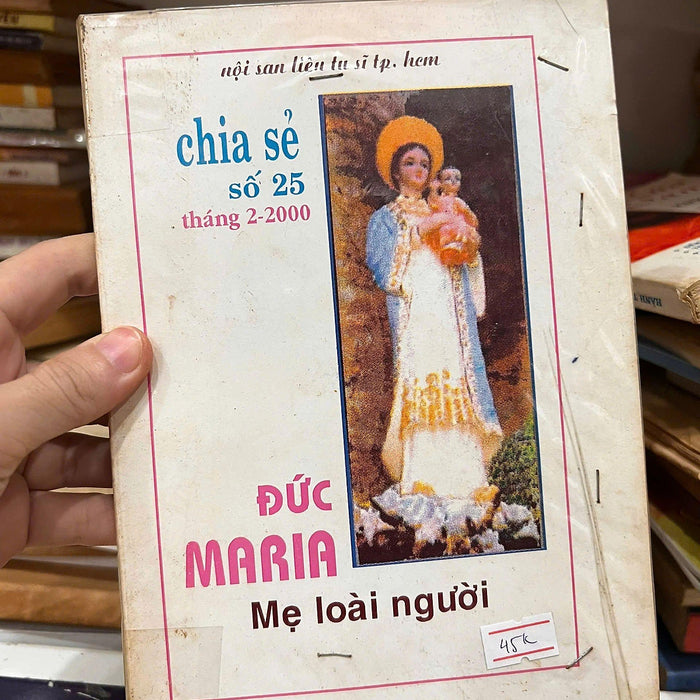 nội san liên tu sĩ tp. hcm
chia sẻ
số 25
tháng 2-2000
ĐỨC
MARIA
Mẹ loài người
45k
HÀNH T